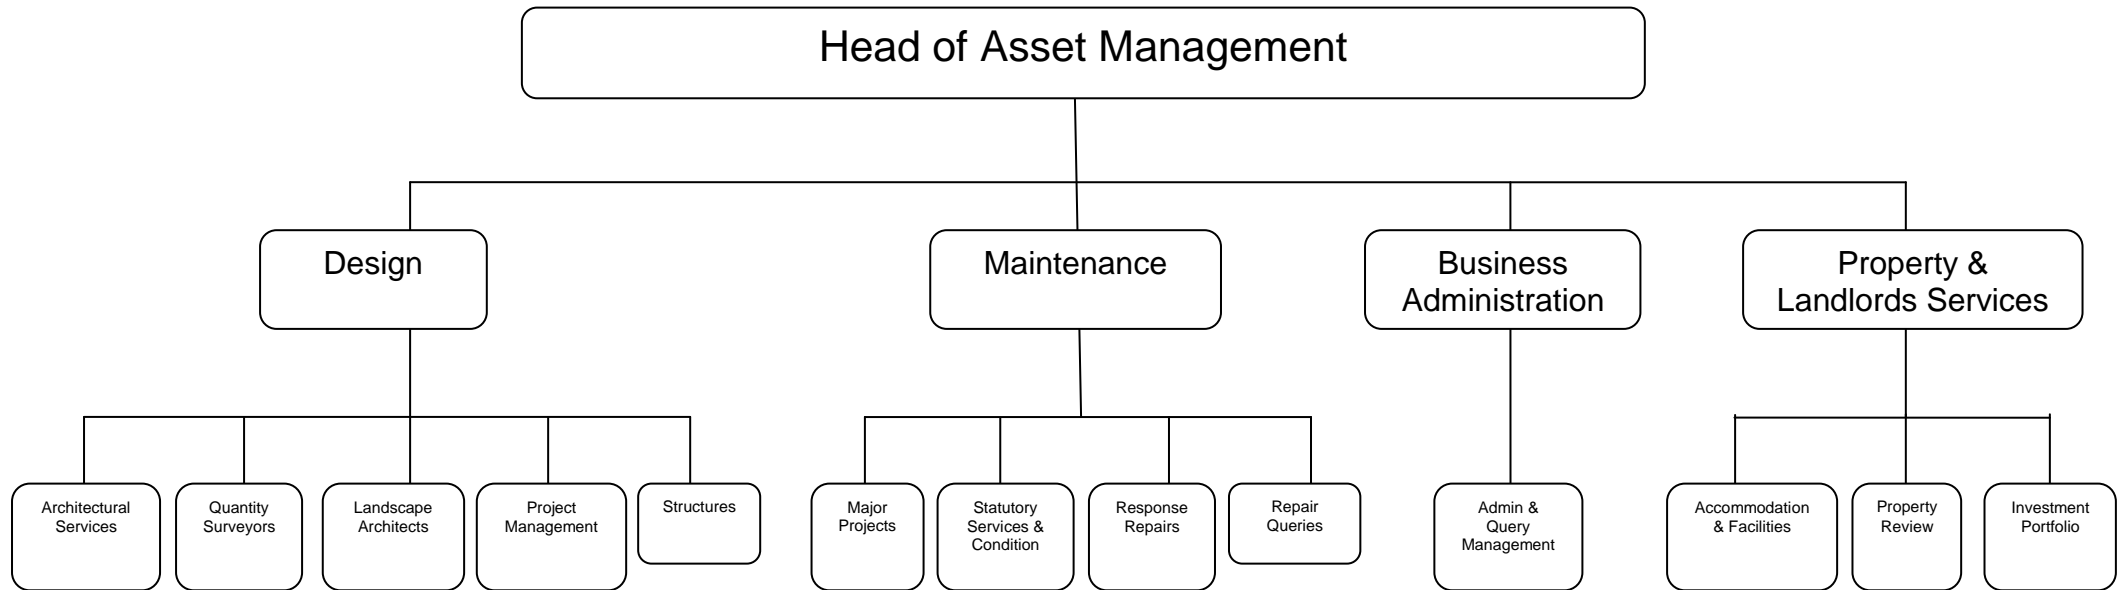 Head of Asset Management
Design
Maintenance
Business
Administration
Property &
Landlords Services
Architectural
Services
Quantity
Surveyors
Landscape
Architects
Project
Management
Structures
Major
Projects
Statutory
Services &
Condition
Response
Repairs
Repair
Queries
Admin &
Query
Management
Accommodation
& Facilities
Property
Review
Investment
Portfolio